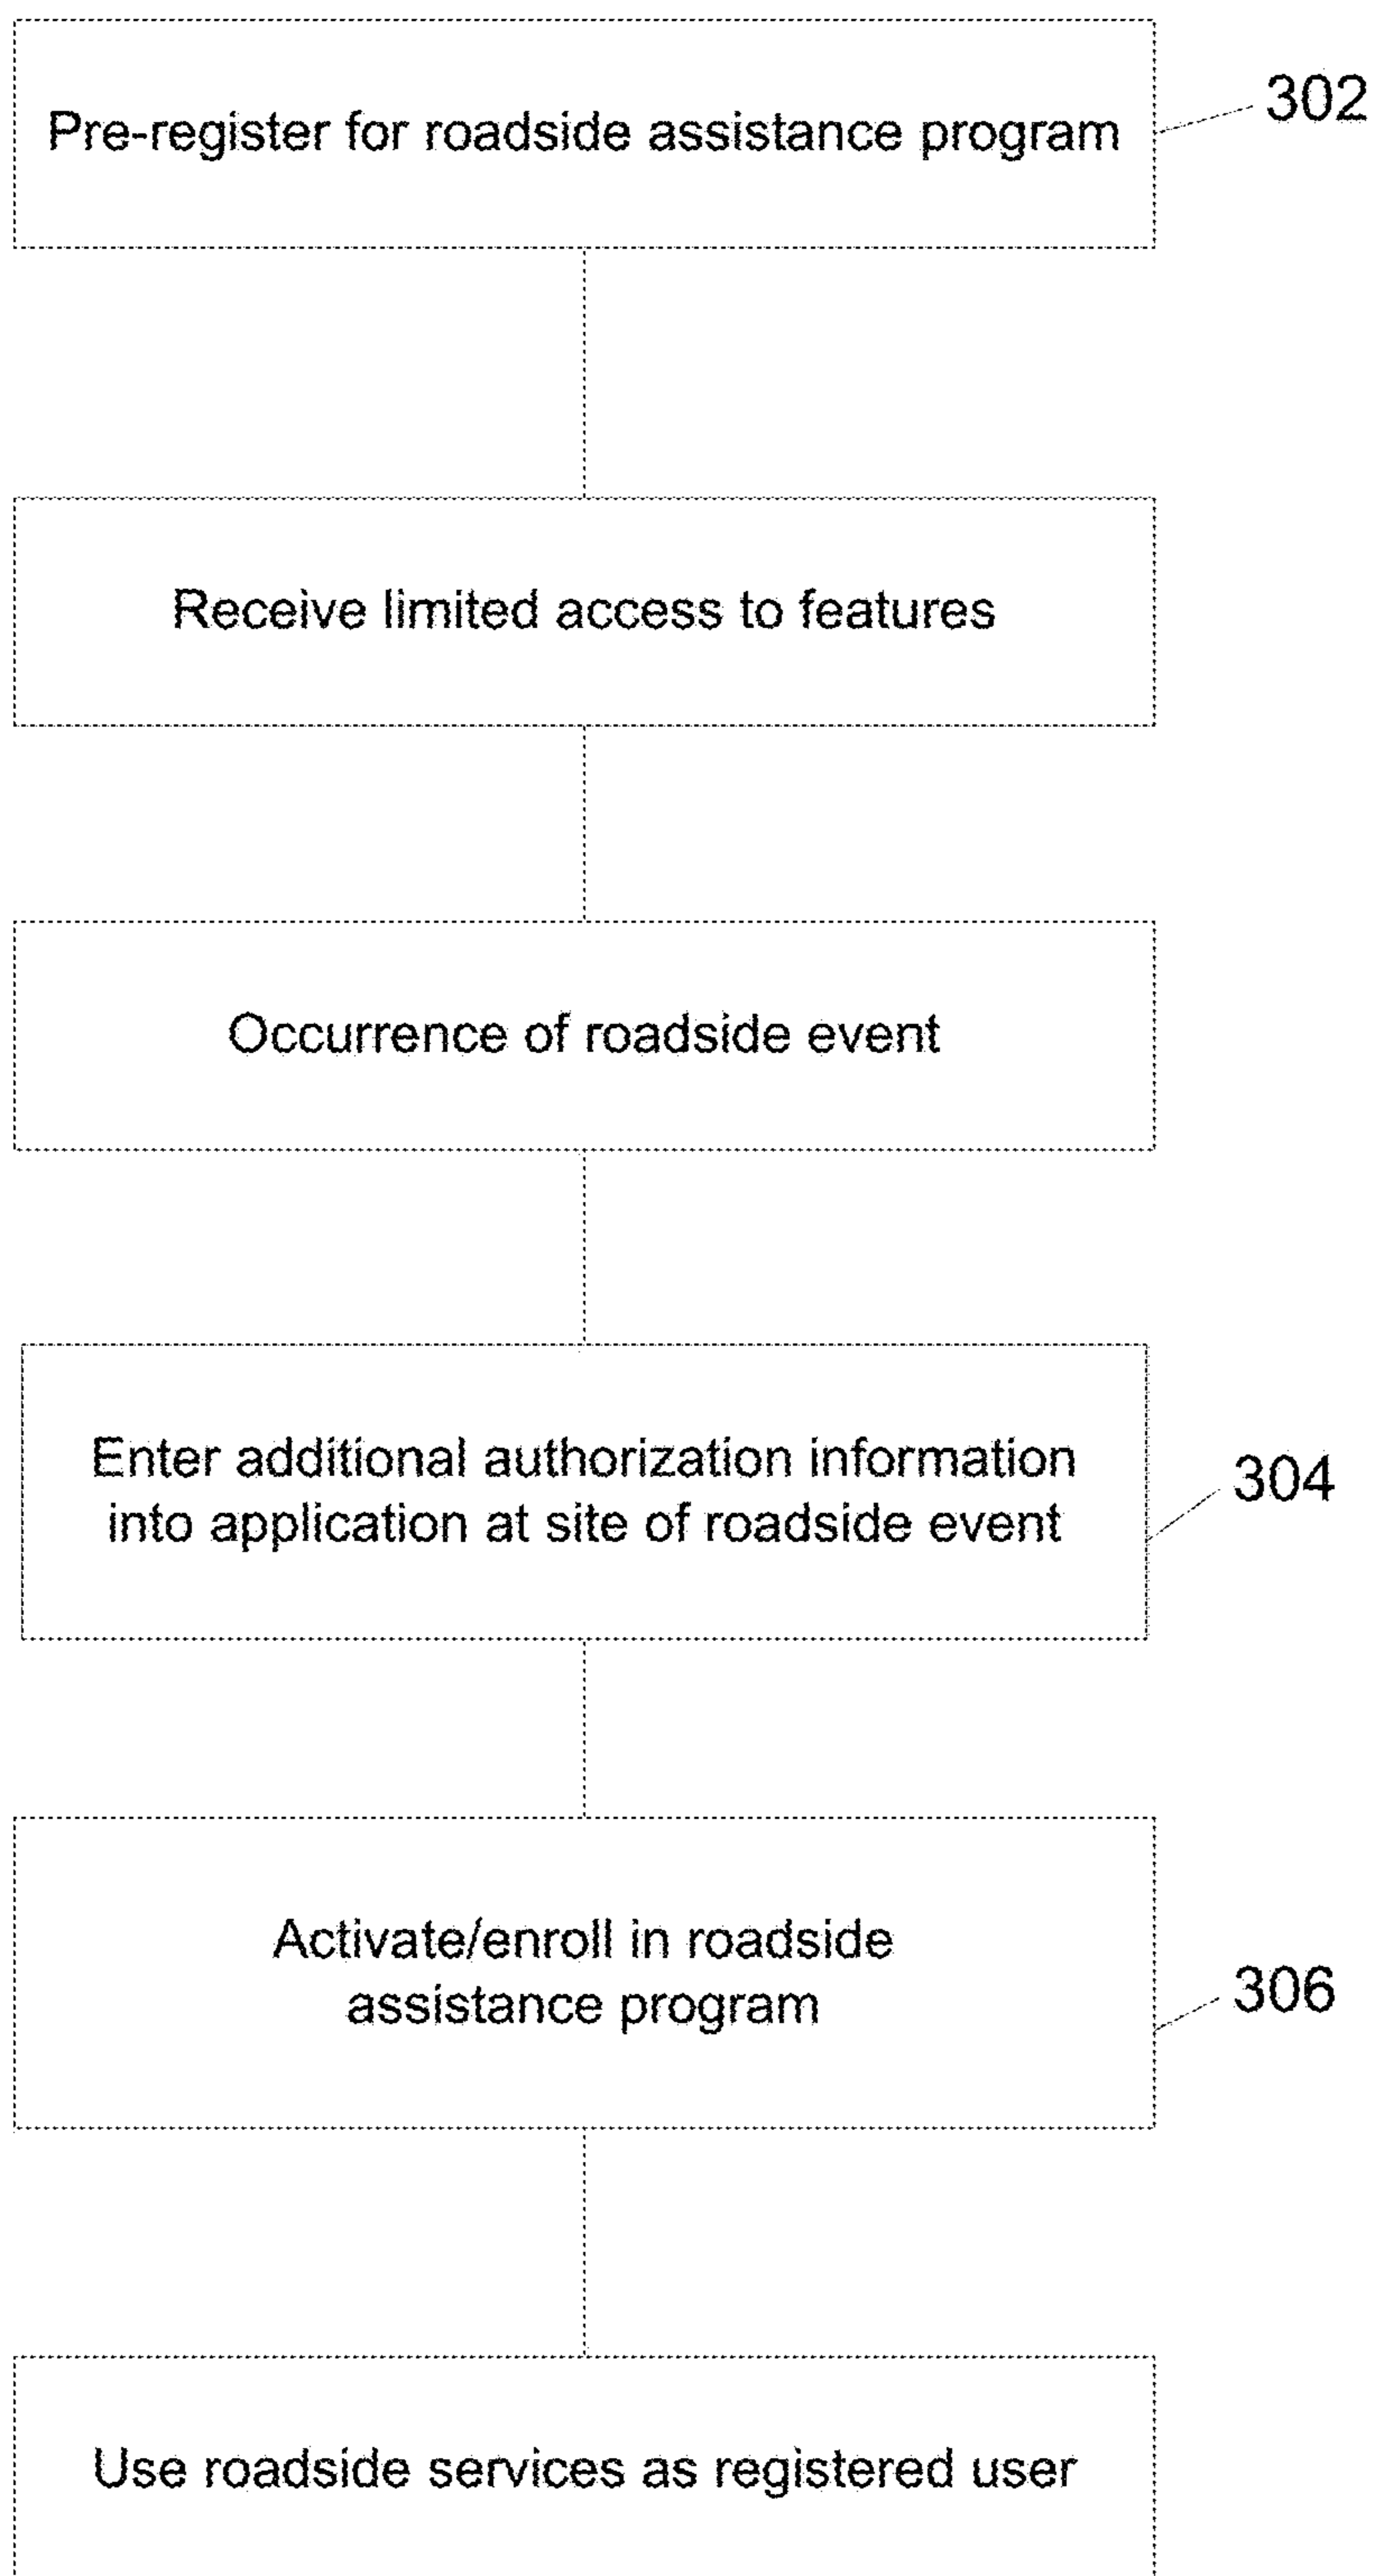 Pre-register for roadside assistance program
302
Receive limited access to features
Occurrence of roadside event
Enter additional authorization information
into application at site of roadside event
304
Activate/enroll in roadside
assistance program
306
Use roadside services as registered user